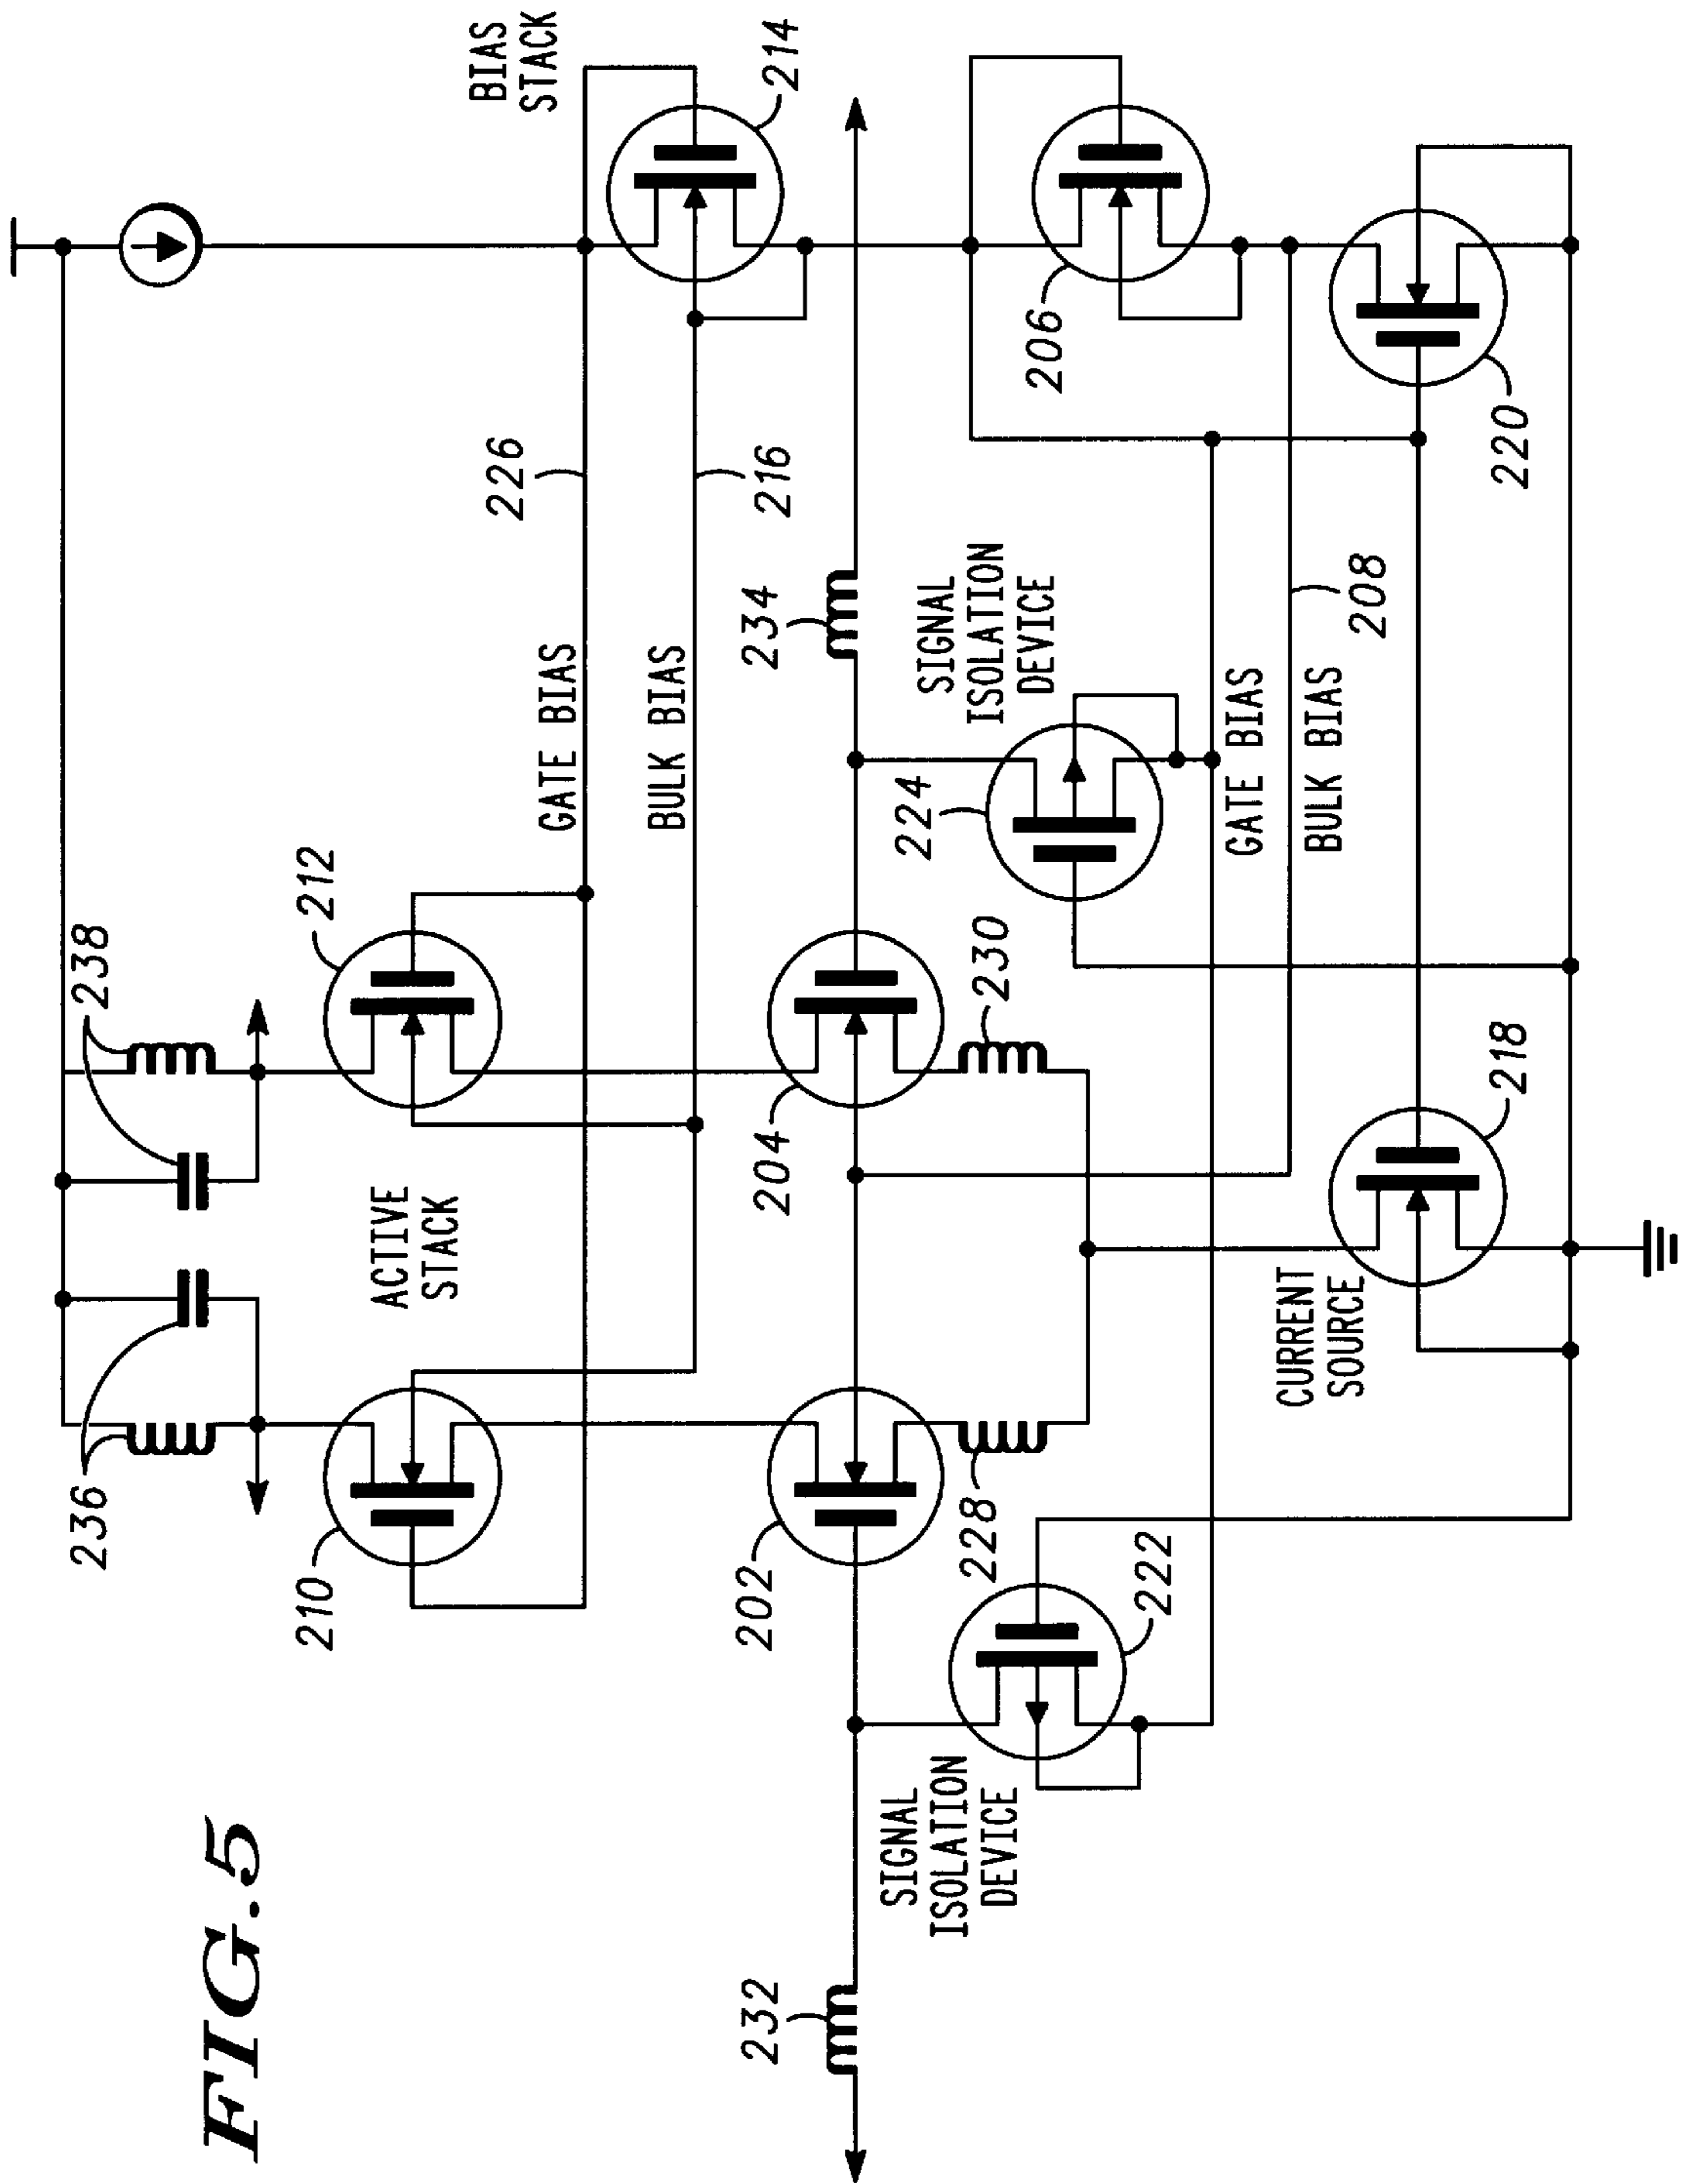 FIG.5
236
238
210
212
ACTIVE
STACK
226
GATE BIAS
BULK BIAS
216
BIAS
STACK
214
232
202
204
234
228
230
SIGNAL
ISOLATION
DEVICE
222
SIGNAL
ISOLATION
DEVICE
224
206
GATE BIAS
BULK BIAS
208
CURRENT
SOURCE
218
220